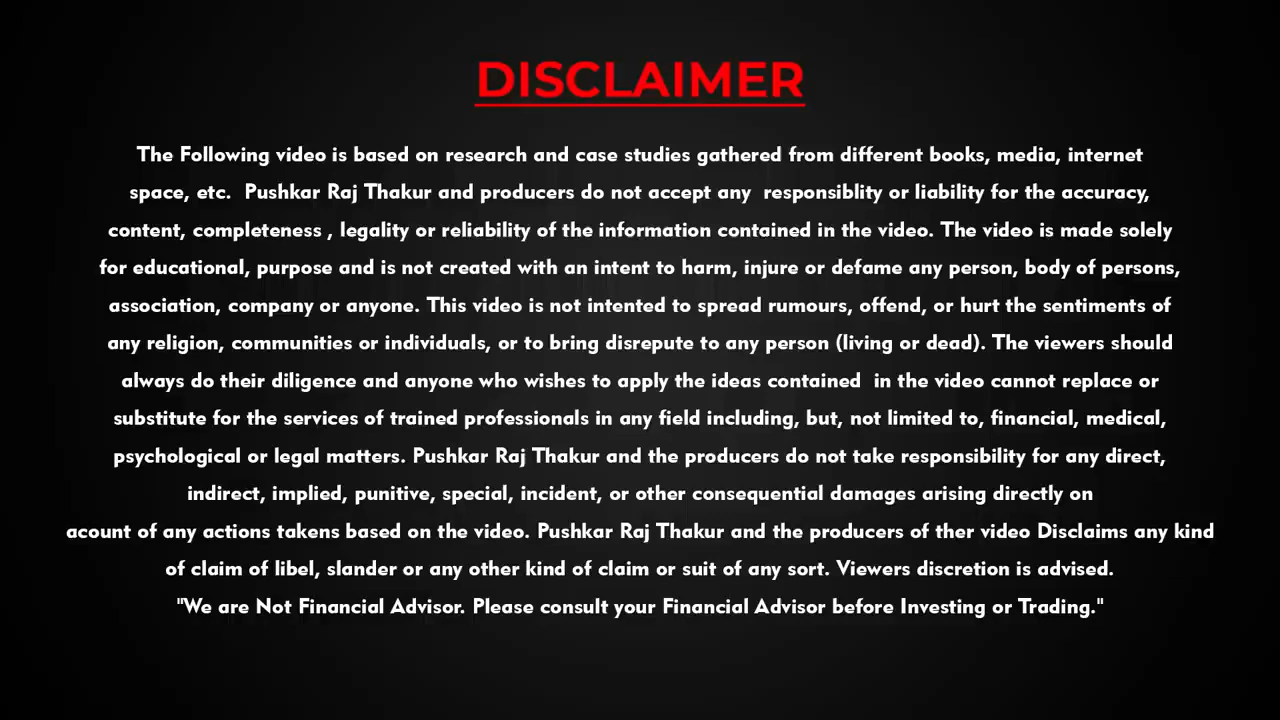 DISCLAIMER
The Following video is based on research and case studies gathered from different books, media, internet
space, etc.  Pushkar Raj Thakur and producers do not accept any  responsiblity or liability for the accuracy,
content, completeness , legality or reliability of the information contained in the video. The video is made solely
for educational, purpose and is not created with an intent to harm, injure or defame any person, body of persons,
association, company or anyone. This video is not intented to spread rumours, offend, or hurt the sentiments of
any religion, communities or individuals, or to bring disrepute to any person (living or dead). The viewers should
always do their diligence and anyone who wishes to apply the ideas contained  in the video cannot replace or
substitute for the services of trained professionals in any field including, but, not limited to, financial, medical,
psychological or legal matters. Pushkar Raj Thakur and the producers do not take responsibility for any direct,
indirect, implied, punitive, special, incident, or other consequential damages arising directly on
acount of any actions takens based on the video. Pushkar Raj Thakur and the producers of ther video Disclaims any kind
of claim of libel, slander or any other kind of claim or suit of any sort. Viewers discretion is advised.
"We are Not Financial Advisor. Please consult your Financial Advisor before Investing or Trading."